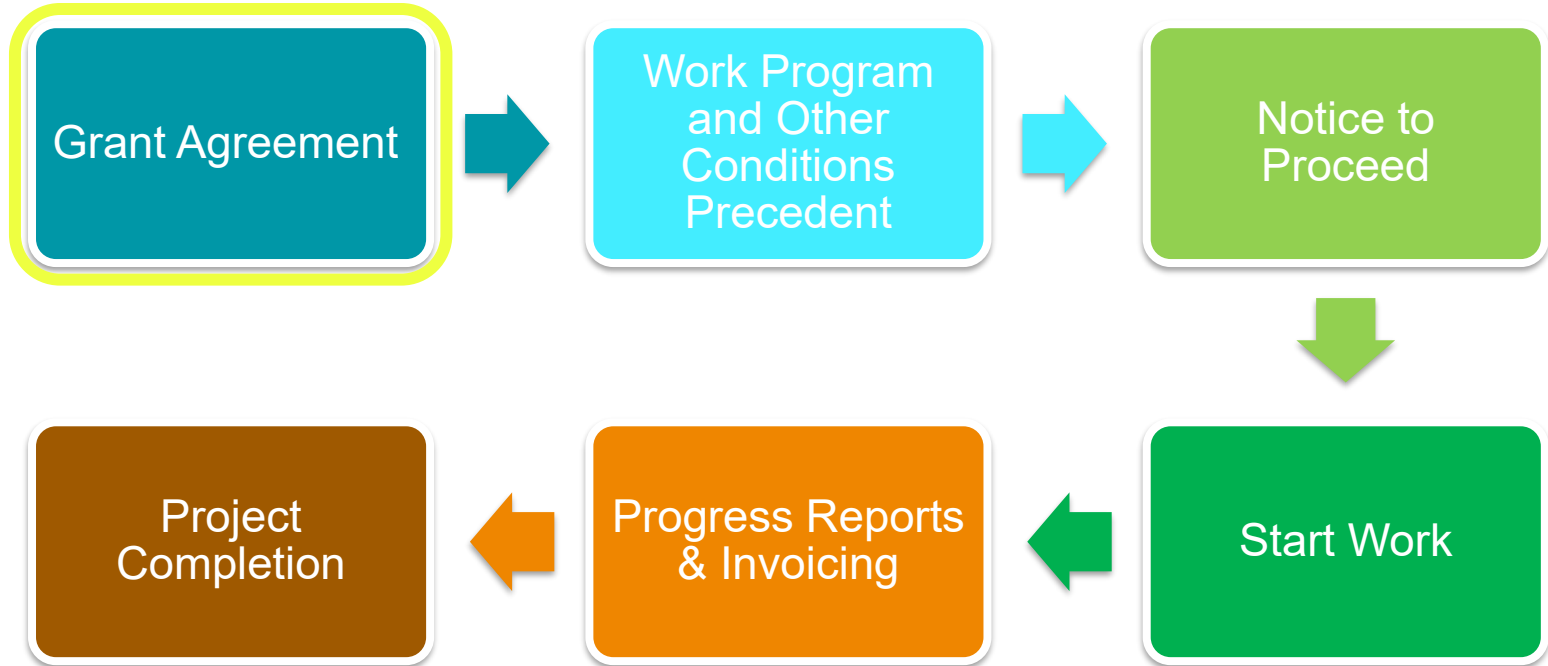 Grant Agreement
Work Program
and Other
Conditions
Precedent
Notice to
Proceed
Start Work
Progress Reports
& Invoicing
Project
Completion